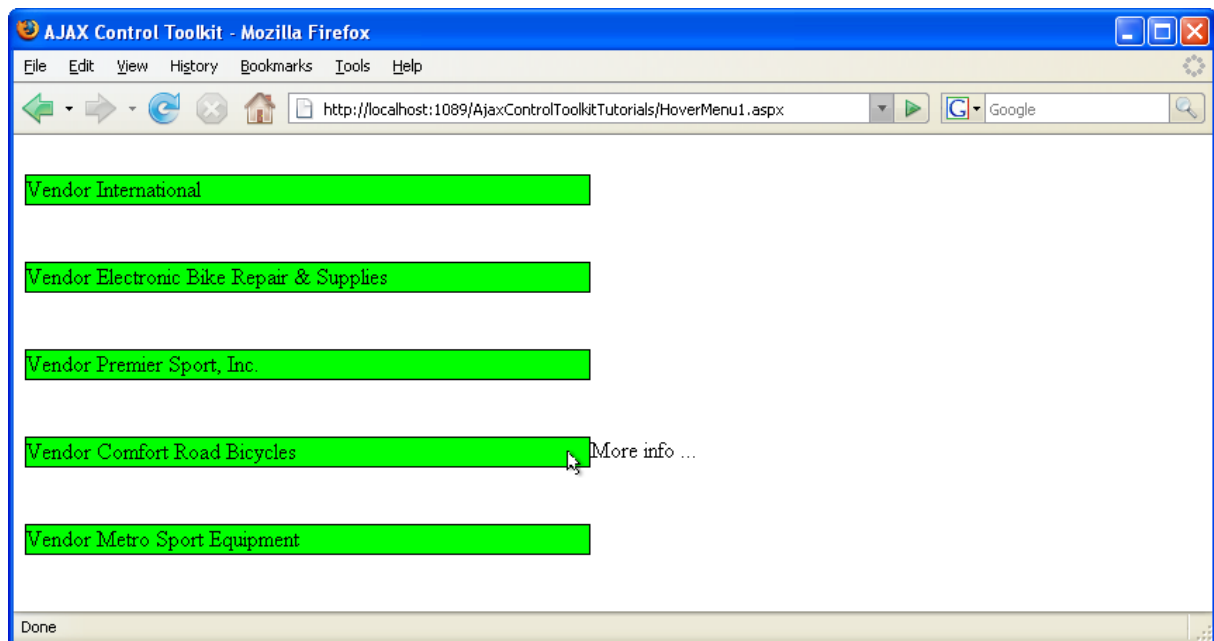 AJAX Control Toolkit - Mozilla Firefox
File Edit View History Bookmarks Tools Help
http://localhost:1089/AjaxControlToolkitTutorials/HoverMenu1.aspx G Google
Vendor International
Vendor Electronic Bike Repair & Supplies
Vendor Premier Sport, Inc.
Vendor Comfort Road Bicycles More info ...
Vendor Metro Sport Equipment
Done